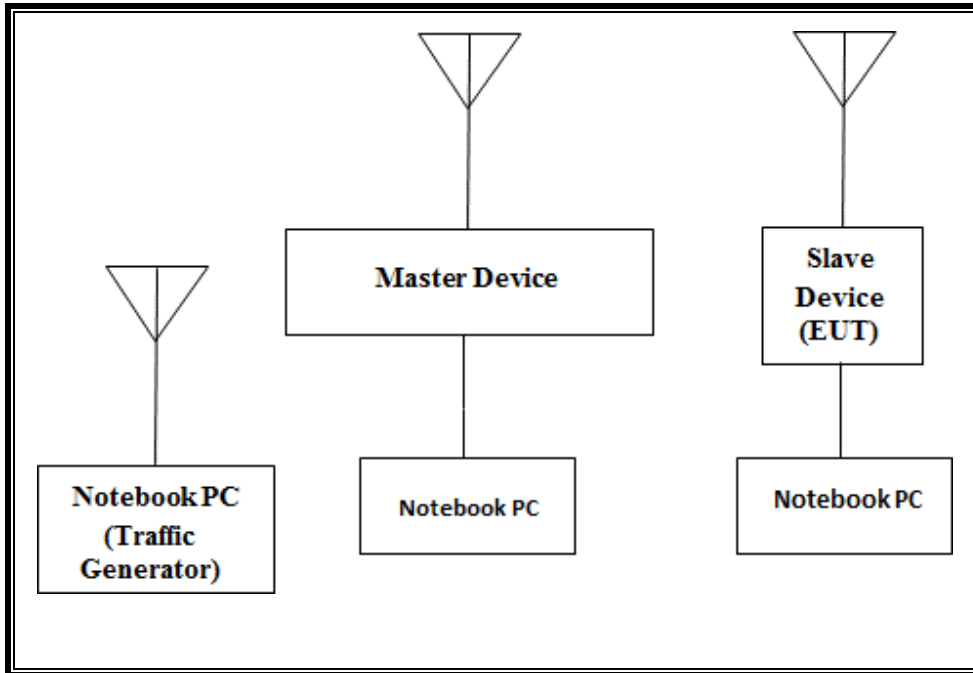 Master Device
Slave
Device
(EUT)
Notebook PC
(Traffic
Generator)
Notebook PC
Notebook PC